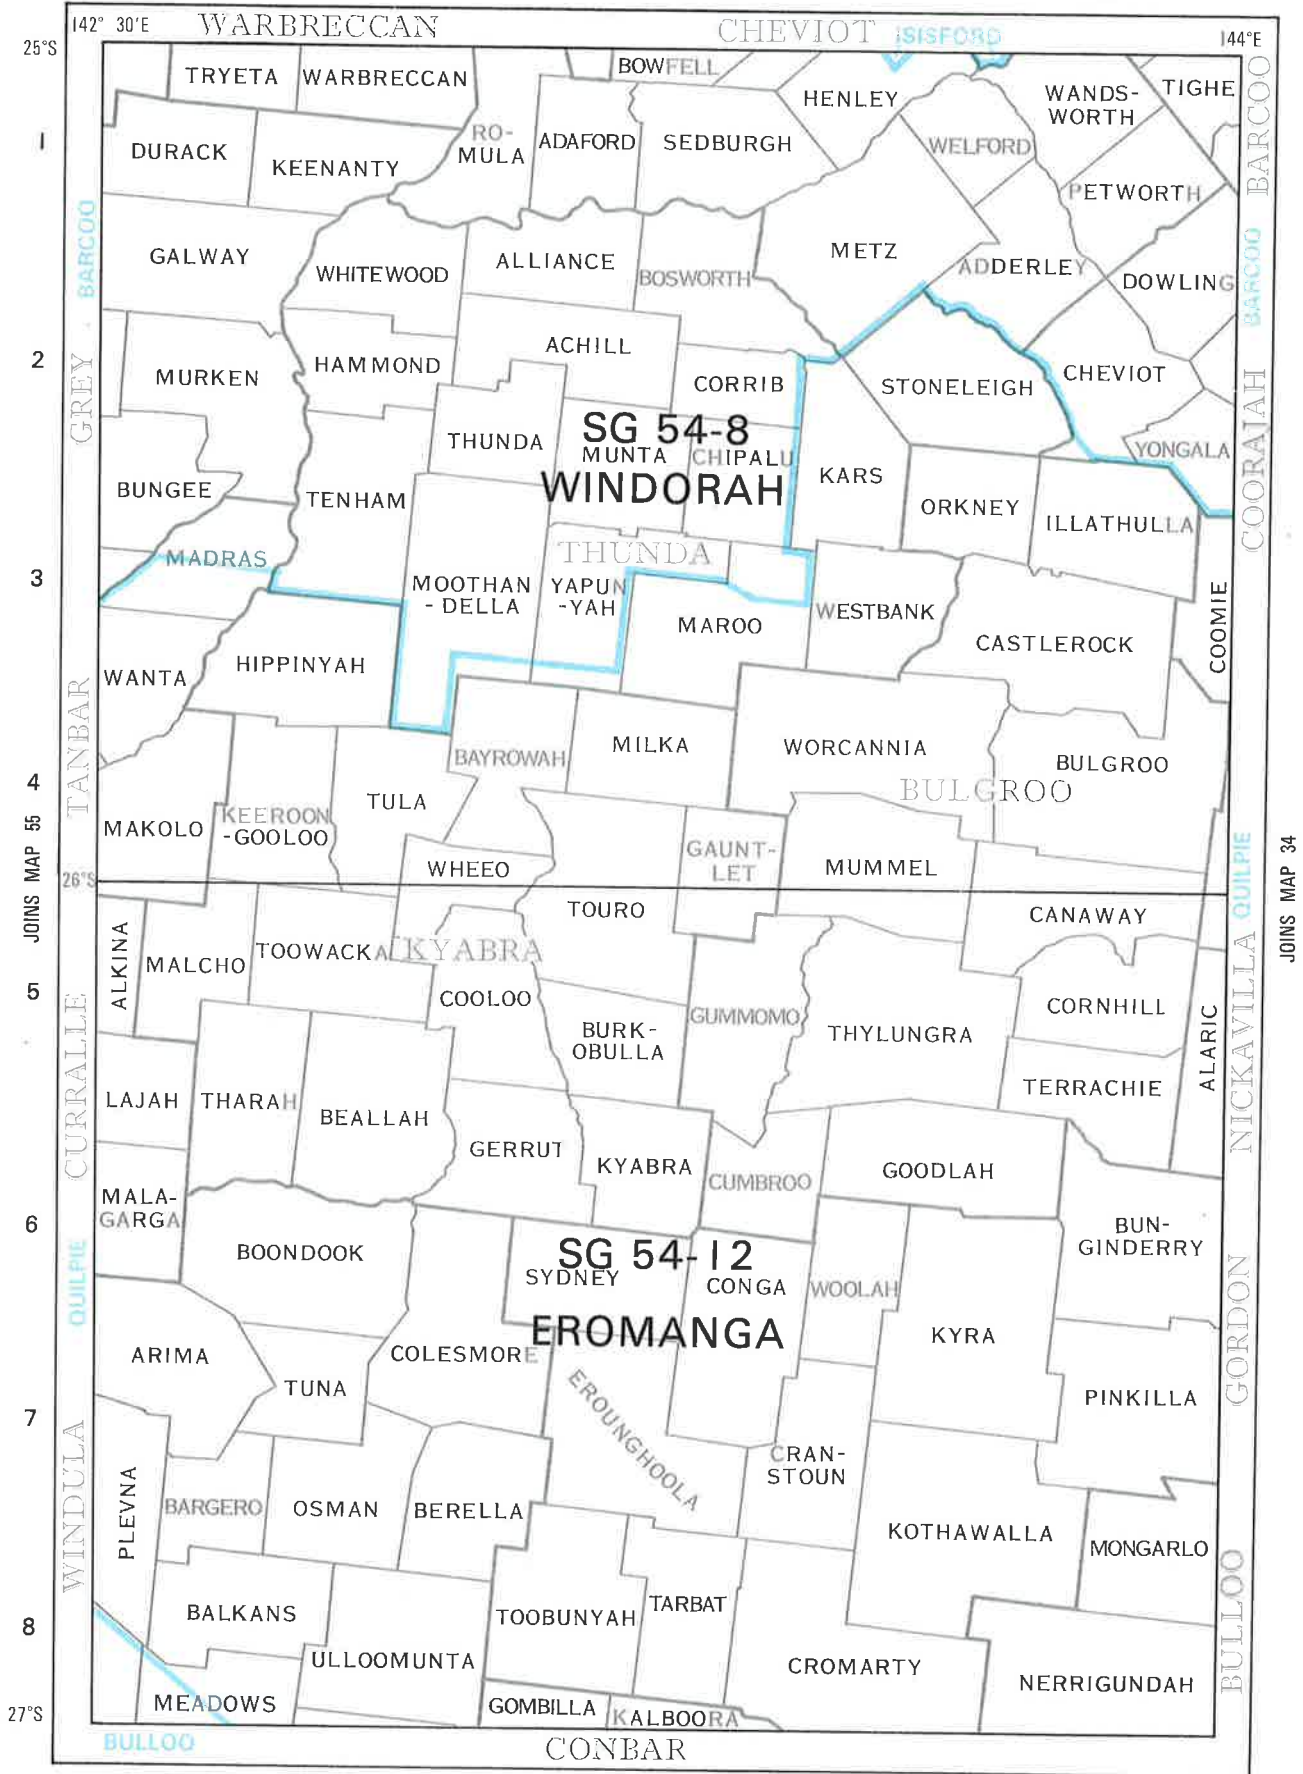 142° 30'E
WARBRECCAN
CHEVIOT
ISISFORD
144°E
25°S
TRYETA
WARBRECCAN
BOWFELL
HENLEY
WANDS-
WORTH
TIGHE
BARCOO
1
DURACK
KEENANTY
RO-
MULA
ADAFORD
SEDBURGH
WELFORD
PETWORTH
BARCOO
GALWAY
WHITEWOOD
ALLIANCE
BOSWORTH
METZ
ADDERLEY
DOWLING
BARCOO
2
GREY
MURKEN
HAMMOND
ACHILL
CORRIB
STONELEIGH
CHEVIOT
COORAJAH
THUNDA
SG 54-8
MUNTA
CHIPALU
WINDORAH
KARS
YONGALA
BUNGEE
TENHAM
ORKNEY
ILLATHULLA
3
MADRAS
THUNDA
MOOTHAN
-DELLA
YAPUN
-YAH
MAROO
WESTBANK
CASTLEROCK
COOMIE
WANTA
HIPPINYAH
TANBAR
BAYROWAH
MILKA
WORCANNIA
BULGROO
BULGROO
4
MAKOLO
KEEROON
-GOOLOO
TULA
WHEEO
GAUNT-
LET
MUMMEL
QUILPIE
JOINS MAP 55
JOINS MAP 34
26°S
TOURO
CANAWAY
ALKINA
MALCHO
TOOWACKA
KYABRA
COOLOO
5
CURRALLE
BURK-
OBULLA
GUMMOMO
THYLUNGRA
CORNHILL
ALARIC
NICKAVILLA
LAJAH
THARAH
BEALLAH
TERRACHIE
GERRUT
KYABRA
CUMBROO
GOODLAH
MALA-
GARGA
6
BOONDOOK
SG 54-12
SYDNEY
CONGA
WOOLAH
BUN-
GINDERRY
QUILPIE
EROMANGA
KYRA
GORDON
ARIMA
TUNA
COLESMORE
EROUNGHOOLA
PINKILLA
7
WINDULA
PLEVNA
BARGERO
OSMAN
BERELLA
CRAN-
STOUN
KOTHAWALLA
MONGARLO
8
BALKANS
TOOBUNYAH
TARBAT
BULLOO
ULLOOMUNTA
CROMARTY
NERRIGUNDAH
27°S
MEADOWS
GOMBILLA
KALBOORA
BULLOO
CONBAR